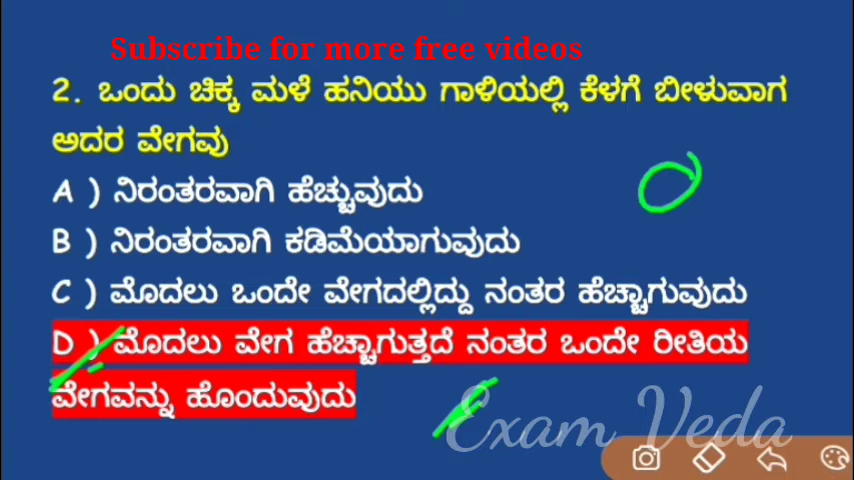 Subscribe for more free videos
2. ಒಂದು ಚಿಕ್ಕ ಮಳೆ ಹನಿಯು ಗಾಳಿಯಲ್ಲಿ ಕೆಳಗೆ ಬೀಳುವಾಗ
ಅದರ ವೇಗವು
A ) ನಿರಂತರವಾಗಿ ಹೆಚ್ಚುವುದು
B ) ನಿರಂತರವಾಗಿ ಕಡಿಮೆಯಾಗುವುದು
C ) ಮೊದಲು ಒಂದೇ ವೇಗದಲ್ಲಿದ್ದು ನಂತರ ಹೆಚ್ಚಾಗುವುದು
D ) ಮೊದಲು ವೇಗ ಹೆಚ್ಚಾಗುತ್ತದೆ ನಂತರ ಒಂದೇ ರೀತಿಯ
ವೇಗವನ್ನು ಹೊಂದುವುದು
Exam Veda